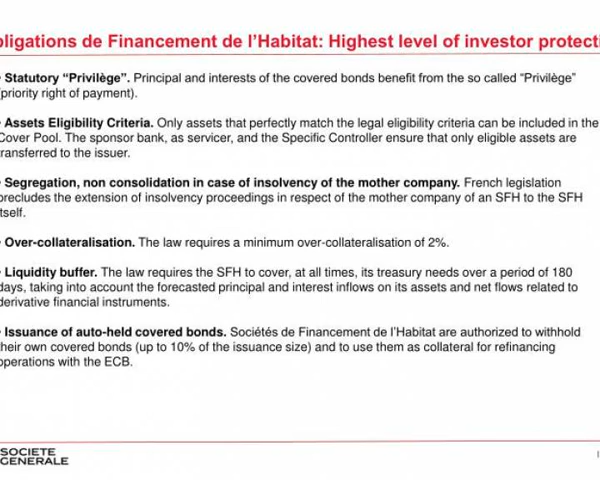 bligations de Financement de l'Habitat: Highest level of investor protecti
Statutory “Privilège”. Principal and interests of the covered bonds benefit from the so called “Privilège”
(priority right of payment).
Assets Eligibility Criteria. Only assets that perfectly match the legal eligibility criteria can be included in the
Cover Pool. The sponsor bank, as servicer, and the Specific Controller ensure that only eligible assets are
transferred to the issuer.
Segregation, non consolidation in case of insolvency of the mother company. French legislation
precludes the extension of insolvency proceedings in respect of the mother company of an SFH to the SFH
itself.
Over-collateralisation. The law requires a minimum over-collateralisation of 2%.
Liquidity buffer. The law requires the SFH to cover, at all times, its treasury needs over a period of 180
days, taking into account the forecasted principal and interest inflows on its assets and net flows related to
derivative financial instruments.
Issuance of auto-held covered bonds. Sociétés de Financement de l'Habitat are authorized to withhold
their own covered bonds (up to 10% of the issuance size) and to use them as collateral for refinancing
operations with the ECB.
SOCIETE
GENERALE